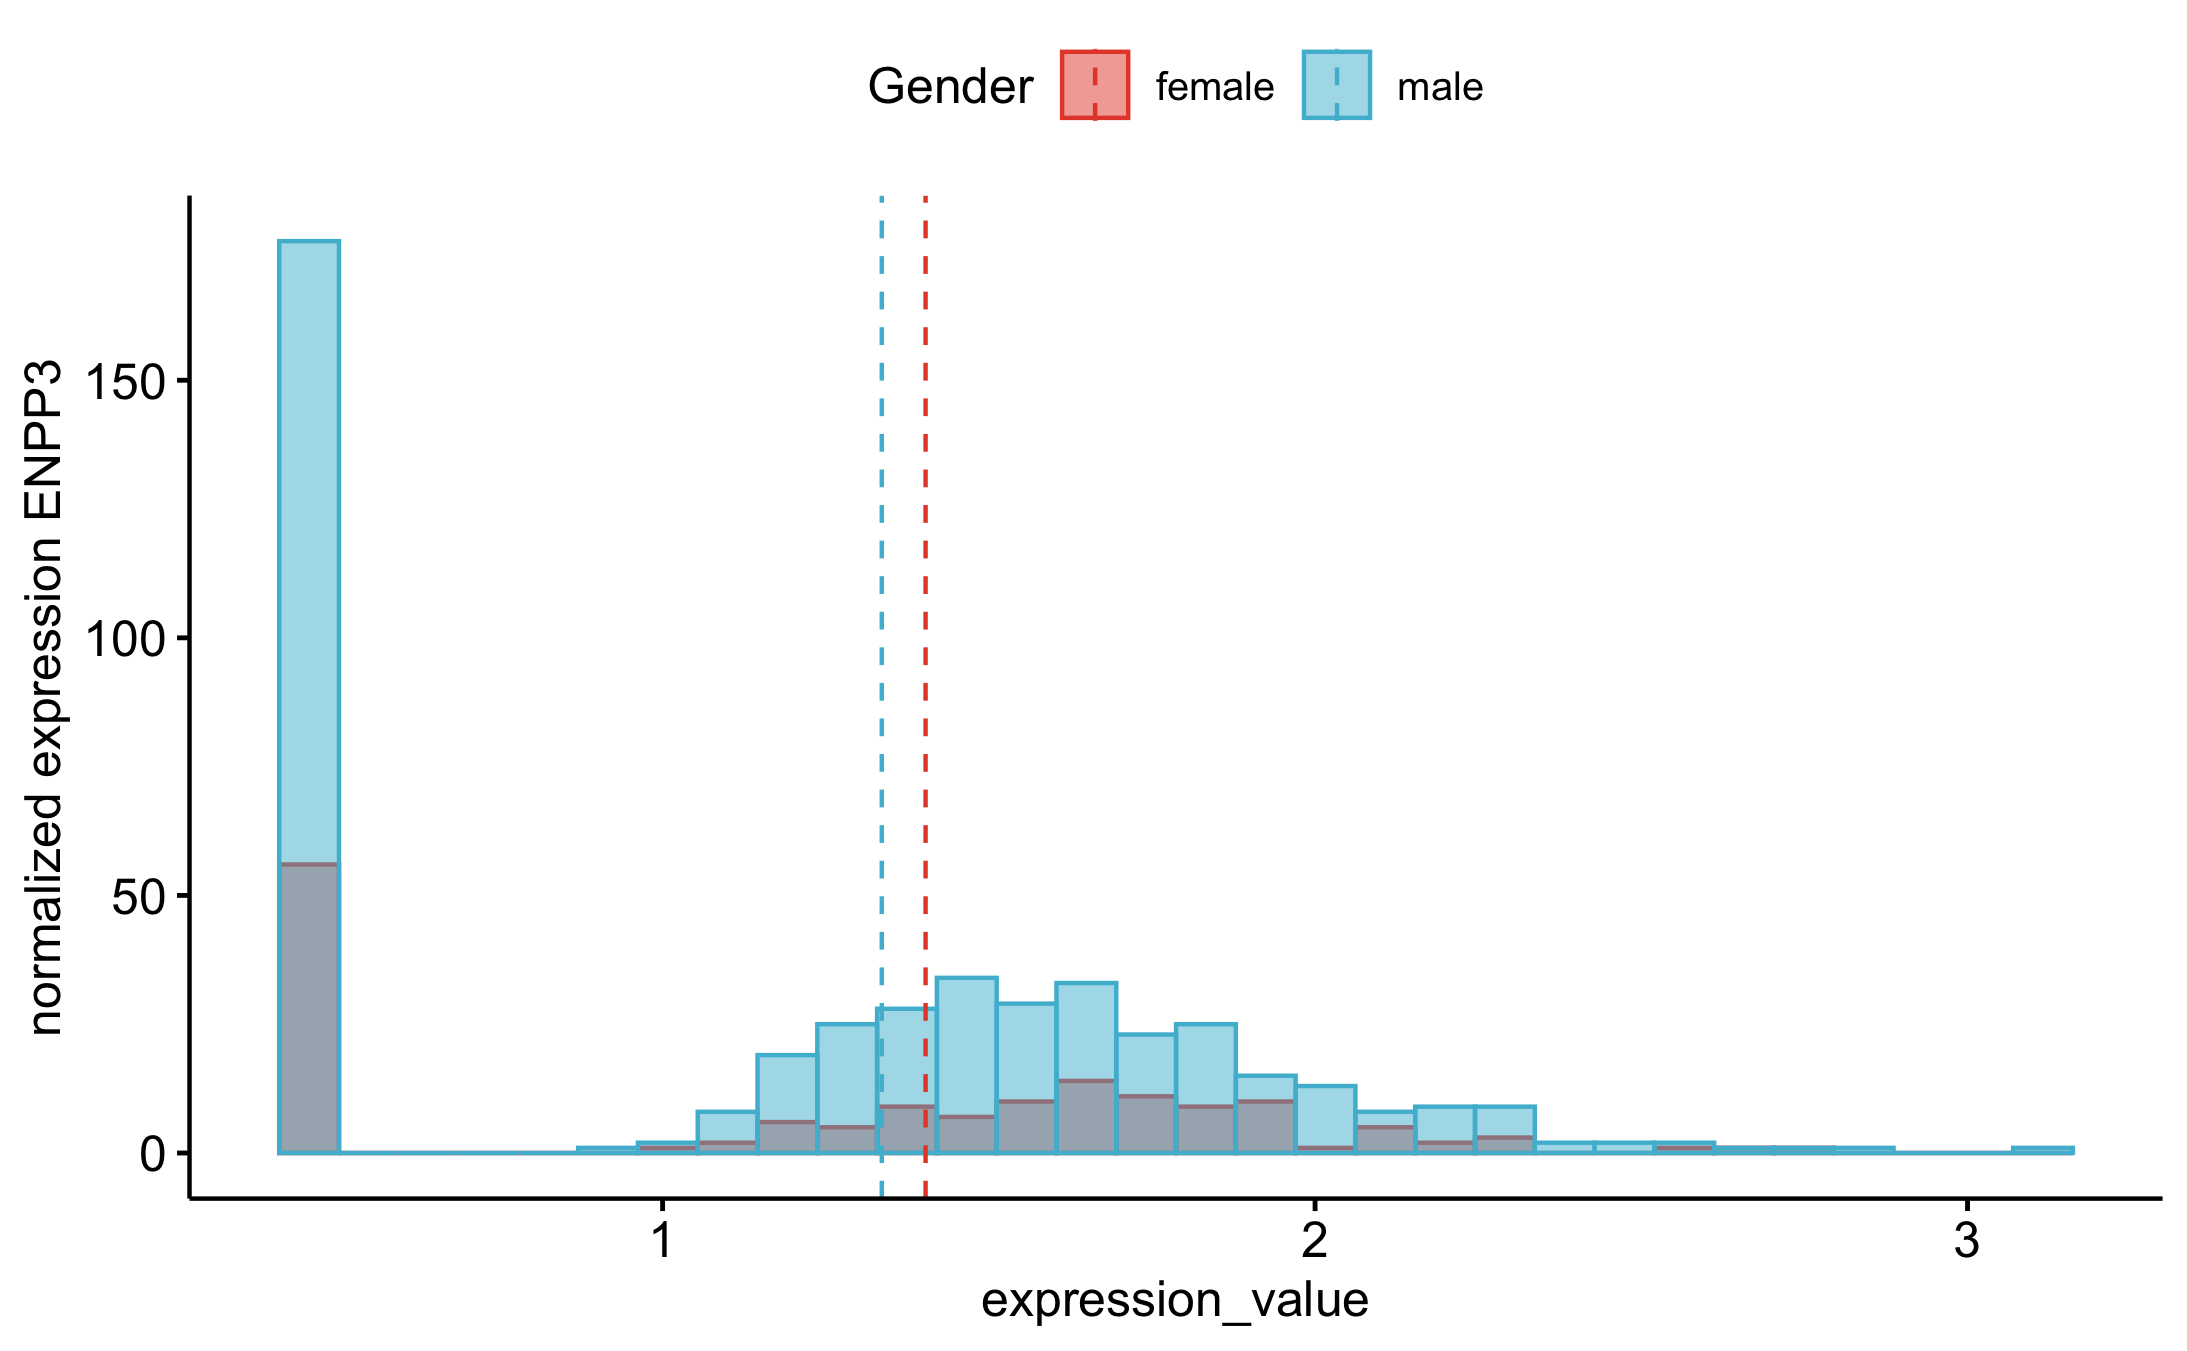 Gender female male
normalized expression ENPP3
150
100
50
0
1 2 3
expression_value